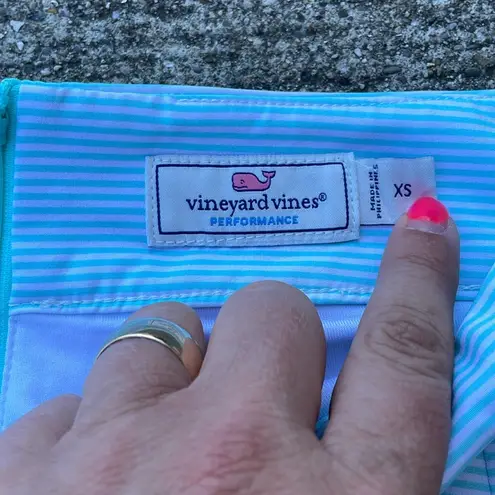 vineyard vines®
PERFORMANCE
MADE IN
PHILIPPINES
XS